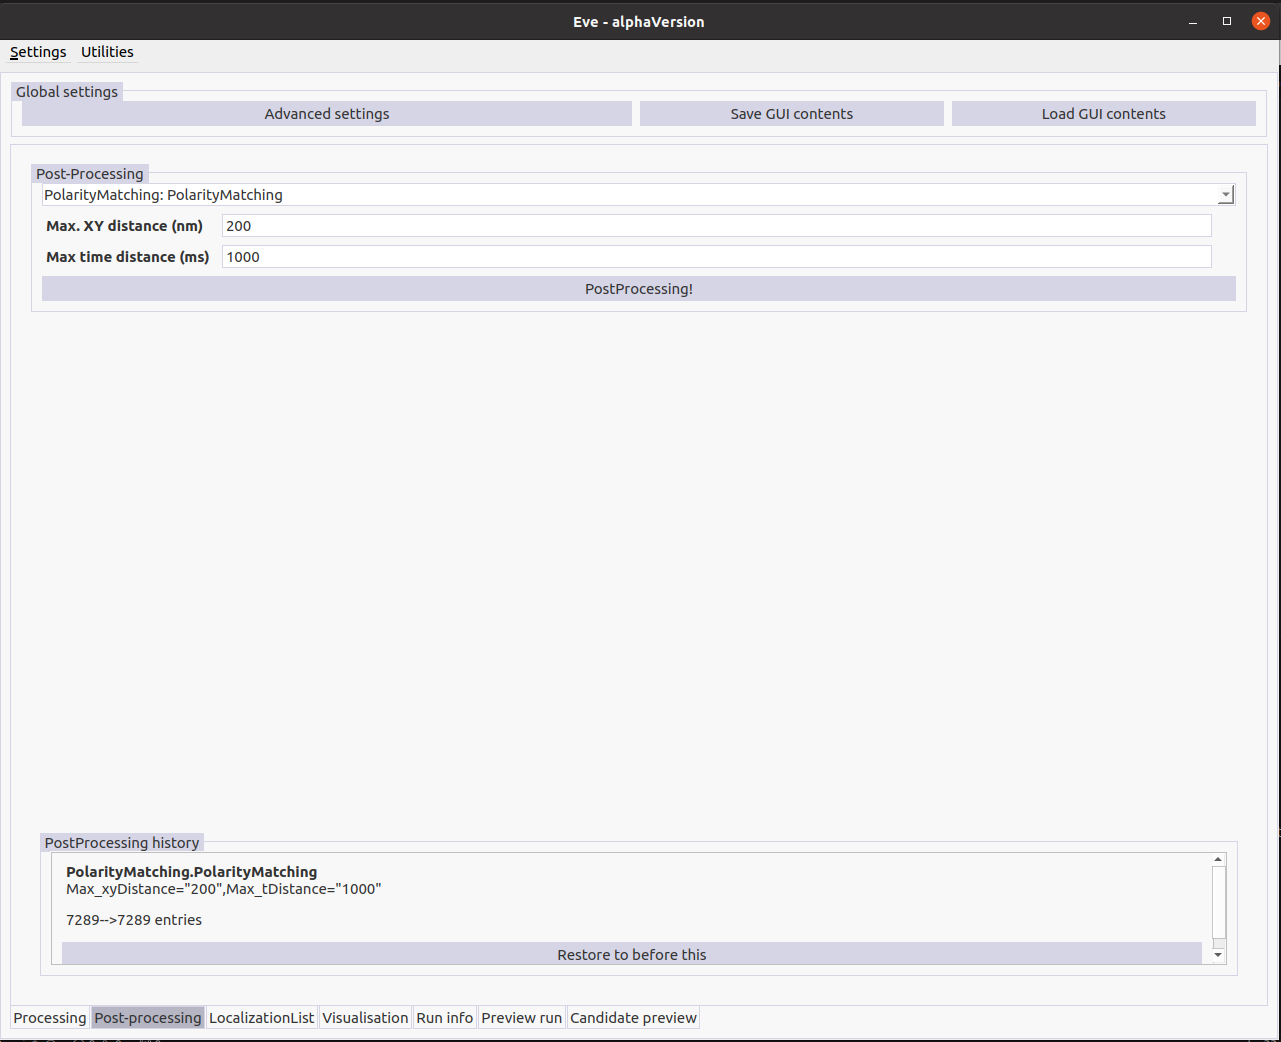 Eve - alphaVersion
Settings Utilities
Global settings
Advanced settings Save GUI contents Load GUI contents
Post-Processing
PolarityMatching: PolarityMatching
Max. XY distance (nm) 200
Max time distance (ms) 1000
PostProcessing!
PostProcessing history
PolarityMatching.PolarityMatching
Max_xyDistance="200",Max_tDistance="1000"
7289-->7289 entries
Restore to before this
Processing Post-processing LocalizationList Visualisation Run info Preview run Candidate preview